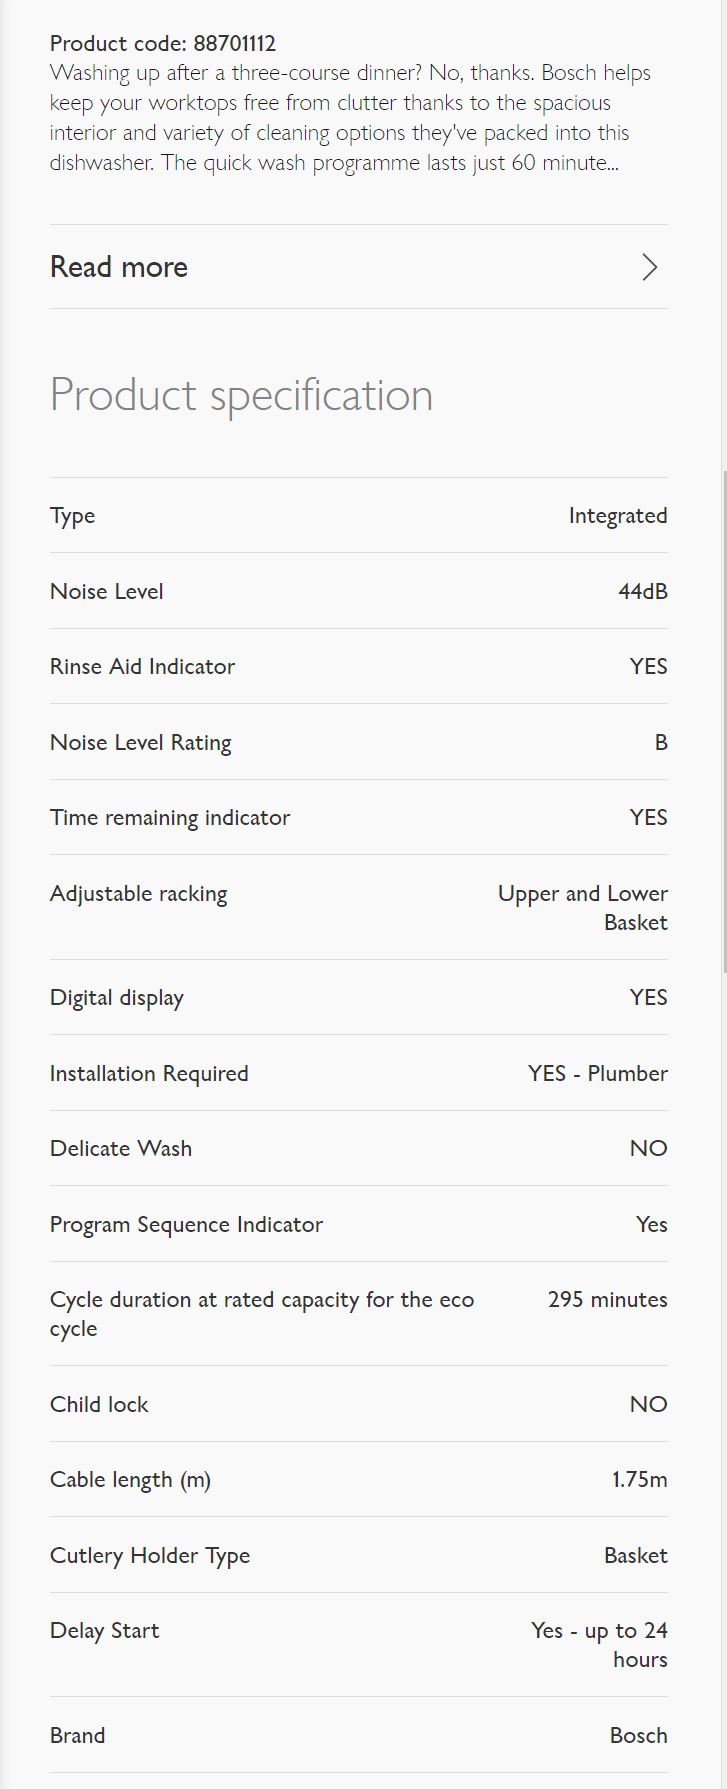 Product code: 88701112
Washing up after a three-course dinner? No, thanks. Bosch helps
keep your worktops free from clutter thanks to the spacious
interior and variety of cleaning options they've packed into this
dishwasher. The quick wash programme lasts just 60 minute...
Read more
Product specification
Type Integrated
Noise Level 44dB
Rinse Aid Indicator YES
Noise Level Rating B
Time remaining indicator YES
Adjustable racking Upper and Lower
Basket
Digital display YES
Installation Required YES - Plumber
Delicate Wash NO
Program Sequence Indicator Yes
Cycle duration at rated capacity for the eco 295 minutes
cycle
Child lock NO
Cable length (m) 1.75m
Cutlery Holder Type Basket
Delay Start Yes - up to 24
hours
Brand Bosch